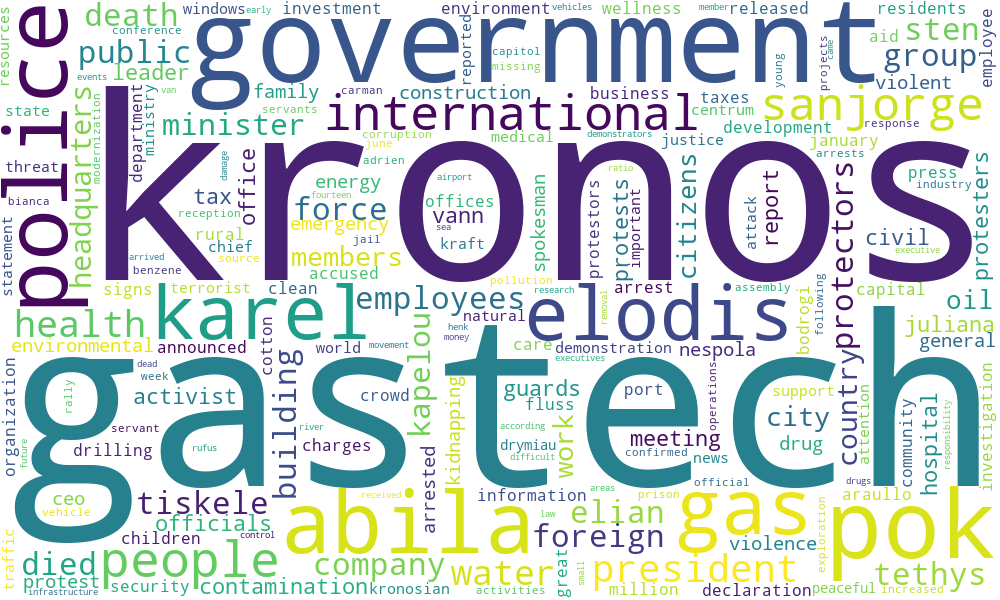 kronos
gastech
government
police
international
karel
elodis
abila
gas
pok
people
sanjorge
president
health
building
employees
force
tiskele
elian
foreign
water
company
died
tethys
minister
public
group
sten
death
leader
headquarters
members
citizens
protectors
country
city
oil
civil
protesters
hospital
meeting
work
guards
kapelou
activist
officials
contamination
environmental
drilling
tax
office
energy
emergency
vann
report
protests
juliana
general
family
construction
development
spokesman
kidnapping
arrested
charges
drug
violence
declaration
million
great
security
children
protest
organization
community
investigation
araullo
nespola
bodrogi
capital
natural
information
arrest
accused
rural
chief
signs
terrorist
clean
announced
world
cotton
crowd
ceo
vehicle
servant
rufus
river
control
dead
week
movement
money
henk
executives
demonstration
care
fluss
drymiau
port
confirmed
news
operations
official
prison
difficult
according
areas
law
small
received
activities
kronosian
infrastructure
traffic
future
rally
peaceful
increased
exploration
support
attention
responsibility
following
assembly
removal
research
pollution
important
attack
protestors
ratio
airport
sea
kraft
offices
jail
fourteen
source
arrived
benzene
reception
damage
adrien
june
corruption
medical
demonstrators
justice
january
arrests
response
press
industry
executive
centrum
taxes
business
capitol
missing
reported
environment
wellness
released
residents
aid
violent
employee
member
came
projects
young
vehicles
early
investment
windows
resources
conference
events
van
state
servants
carman
modernization
department
ministry
threat
bianca
statement